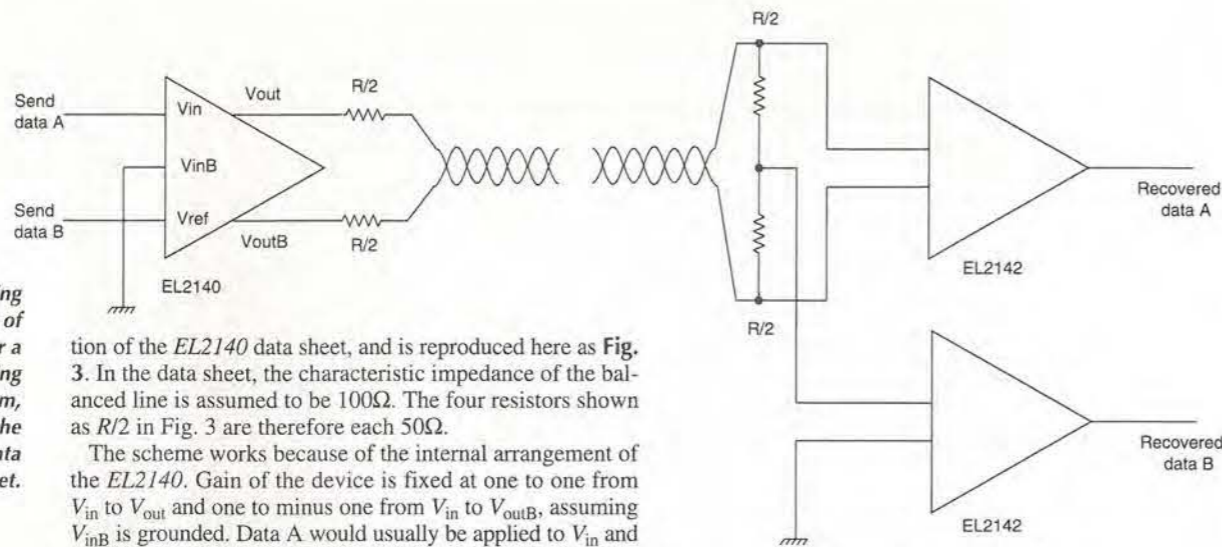 R/2
Send
data A
Vin
Vout
R/2
VinB
Send
data B
Vref
VoutB
R/2
EL2140
R/2
EL2142
Recovered
data A
EL2142
Recovered
data B
ing
of
r a
ing
m,
he
ta
et.
tion of the EL2140 data sheet, and is reproduced here as Fig.
3. In the data sheet, the characteristic impedance of the bal-
anced line is assumed to be 100Ω. The four resistors shown
as R/2 in Fig. 3 are therefore each 50Ω.
The scheme works because of the internal arrangement of
the EL2140. Gain of the device is fixed at one to one from
Vin to Vout and one to minus one from Vin to VoutB, assuming
VinB is grounded. Data A would usually be applied to Vin and